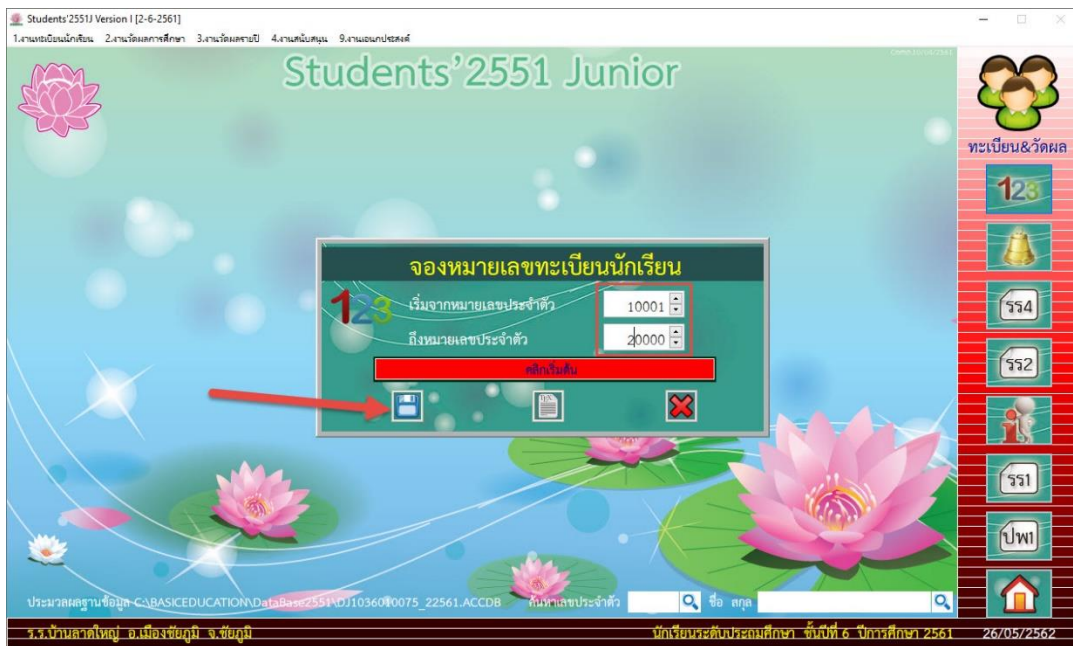 Students'2551J Version I [2-6-2561]
1.งานทะเบียนนักเรียน 2.งานวัดผลการศึกษา 3.งานวัดผลรายปี 4.งานสนับสนุน 9.งานเอนกประสงค์
Students'2551 Junior
ทะเบียน&วัดผล
123
จองหมายเลขทะเบียนนักเรียน
123
เริ่มจากหมายเลขประจำตัว 10001
ถึงหมายเลขประจำตัว 20000
คลิกเริ่มต้น
รร4
รร2
รร1
ปพ1
ประมวลผลฐานข้อมูล C:\BASICEDUCATION\DataBase2551\DJ1036010075_22561.ACCDB ค้นหาเลขประจำตัว ชื่อ สกุล
ร.ร.บ้านลาดใหญ่ อ.เมืองชัยภูมิ จ.ชัยภูมิ นักเรียนระดับประถมศึกษา ชั้นปีที่ 6 ปีการศึกษา 2561 26/05/2562